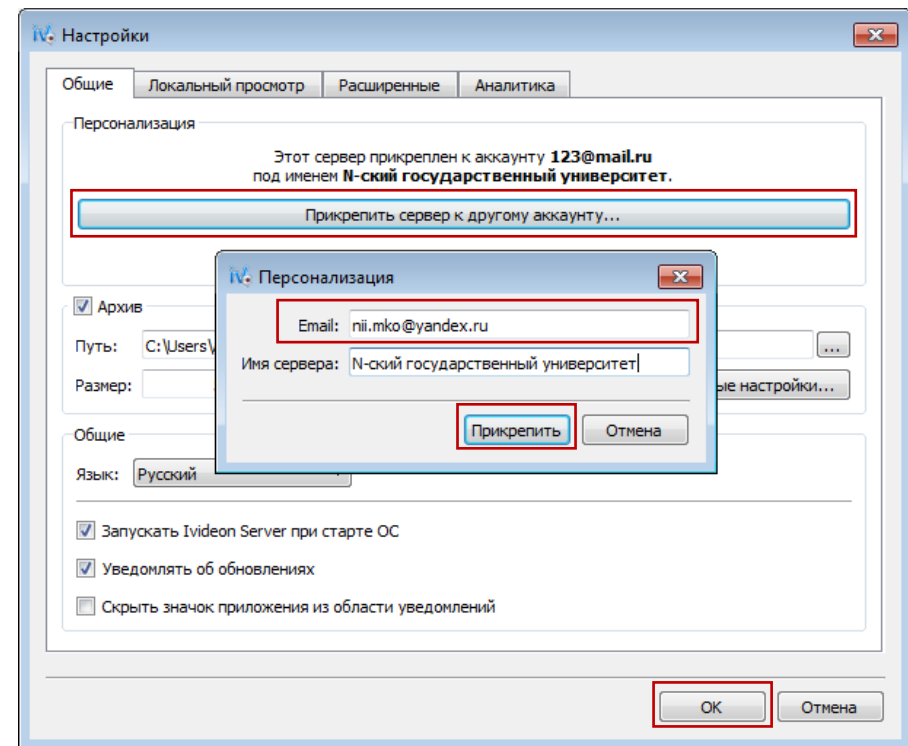 Настройки
Общие Локальный просмотр Расширенные Аналитика
Персонализация
Этот сервер прикреплен к аккаунту 123@mail.ru
под именем N-ский государственный университет.
Прикрепить сервер к другому аккаунту...
Персонализация
Email: nii.mko@yandex.ru
Имя сервера: N-ский государственный университет
Прикрепить Отмена
Архив
Путь: C:\Users\ ...
Размер: настройки...
Общие
Язык: Русский
Запускать Ivideon Server при старте ОС
Уведомлять об обновлениях
Скрыть значок приложения из области уведомлений
OK Отмена